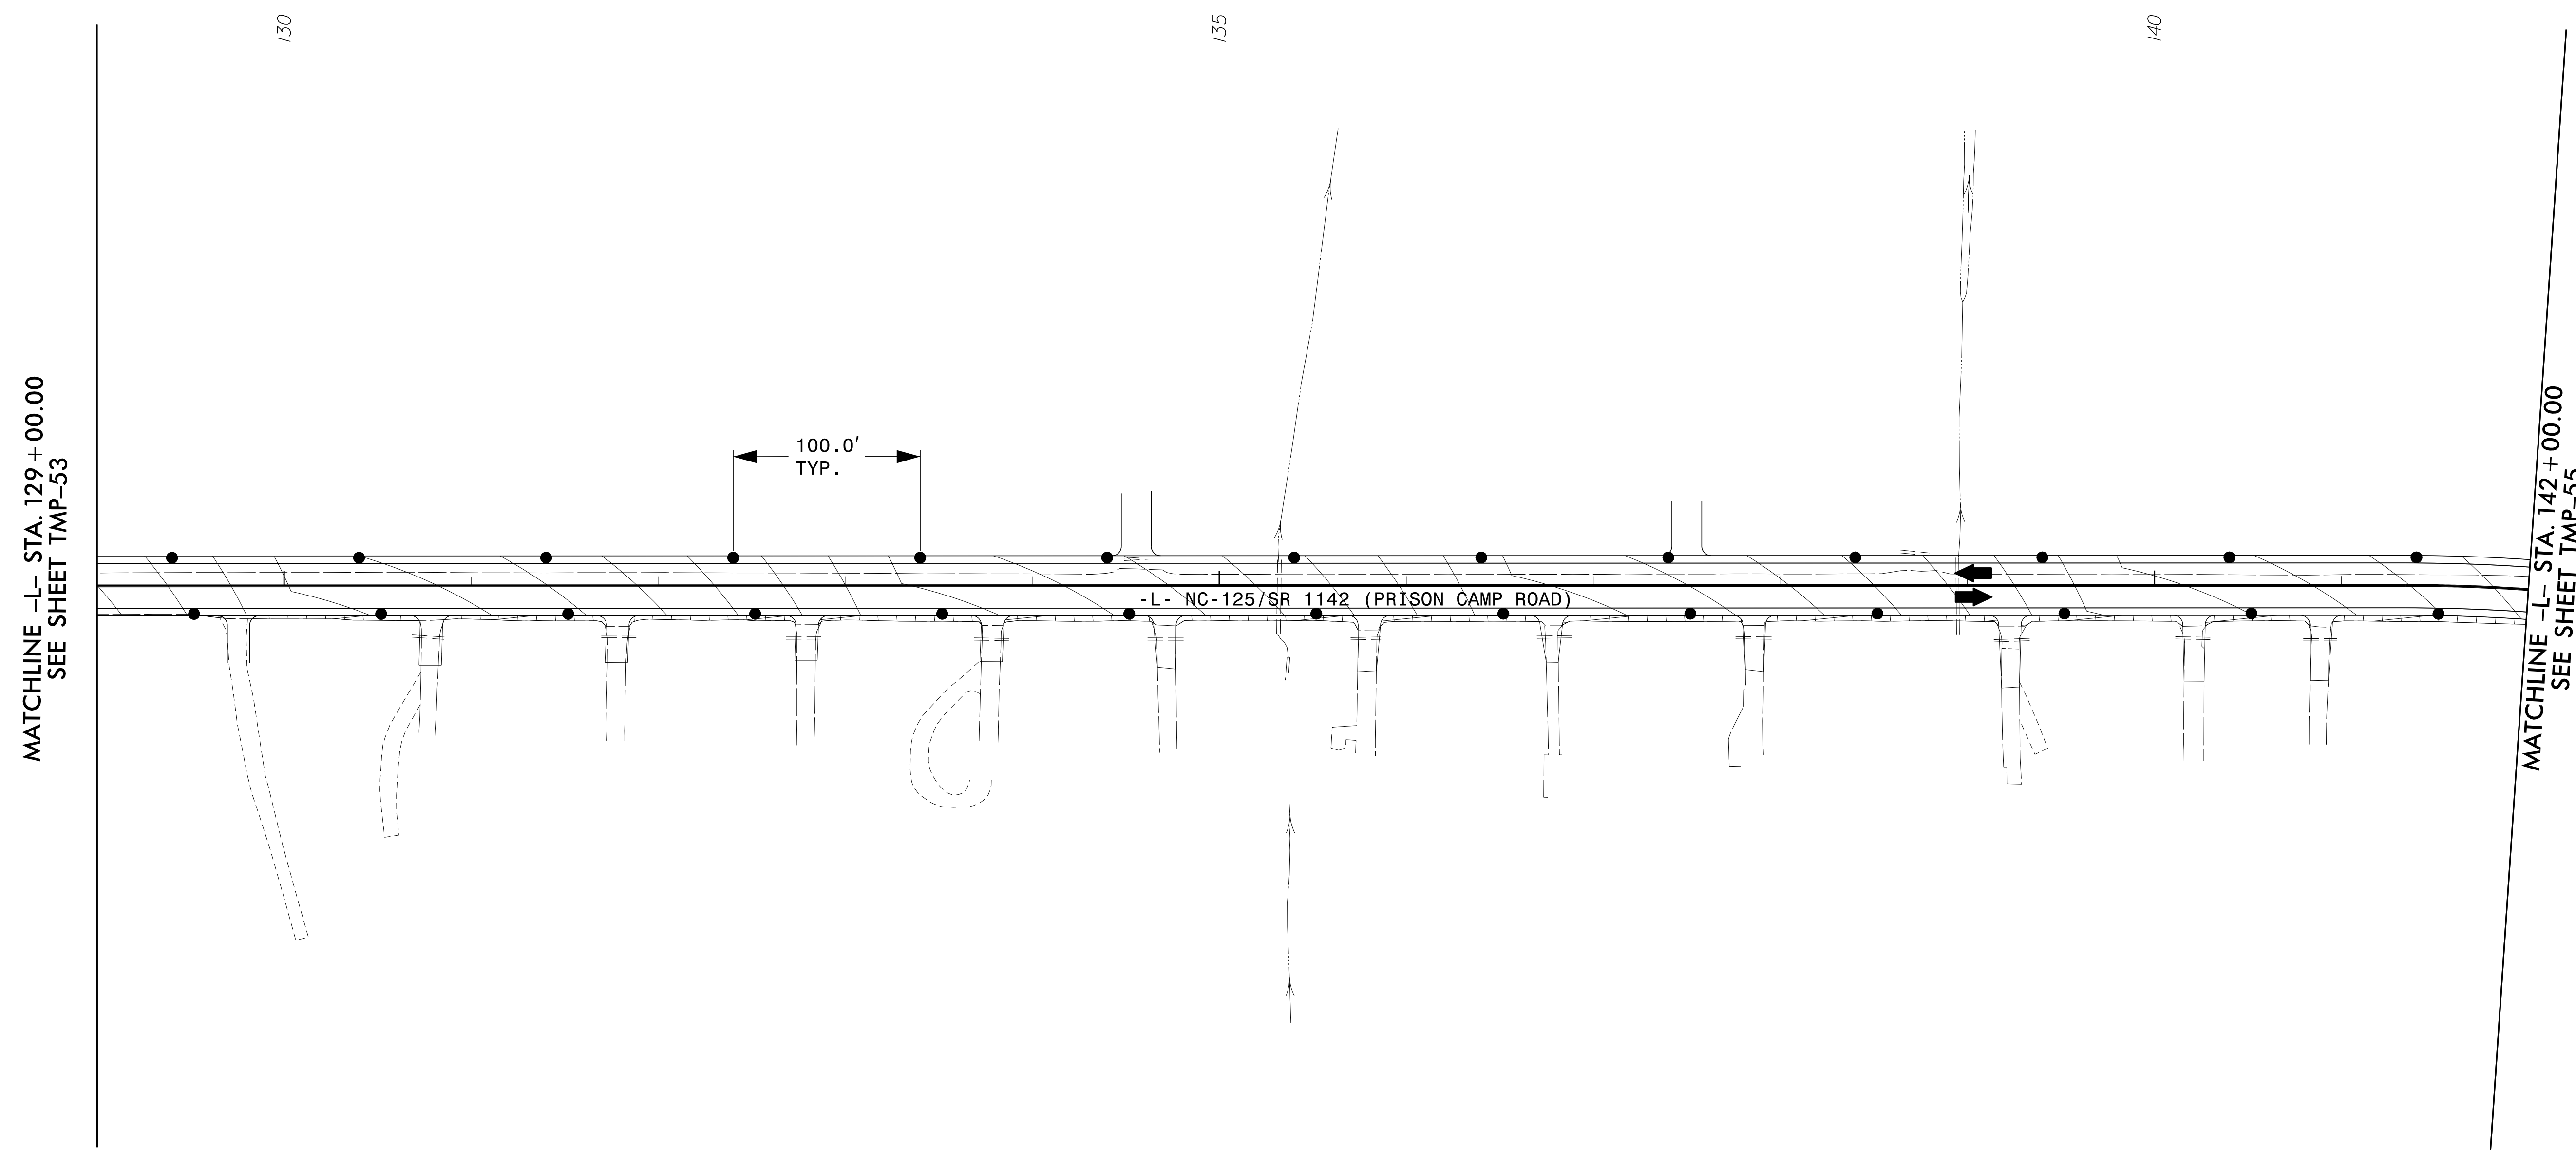 130
135
140
MATCHLINE –L– STA. 129+00.00
SEE SHEET TMP–53
100.0'
TYP.
-L- NC-125/SR 1142 (PRISON CAMP ROAD)
MATCHLINE –L– STA. 142+00.00
SEE SHEET TMP–55